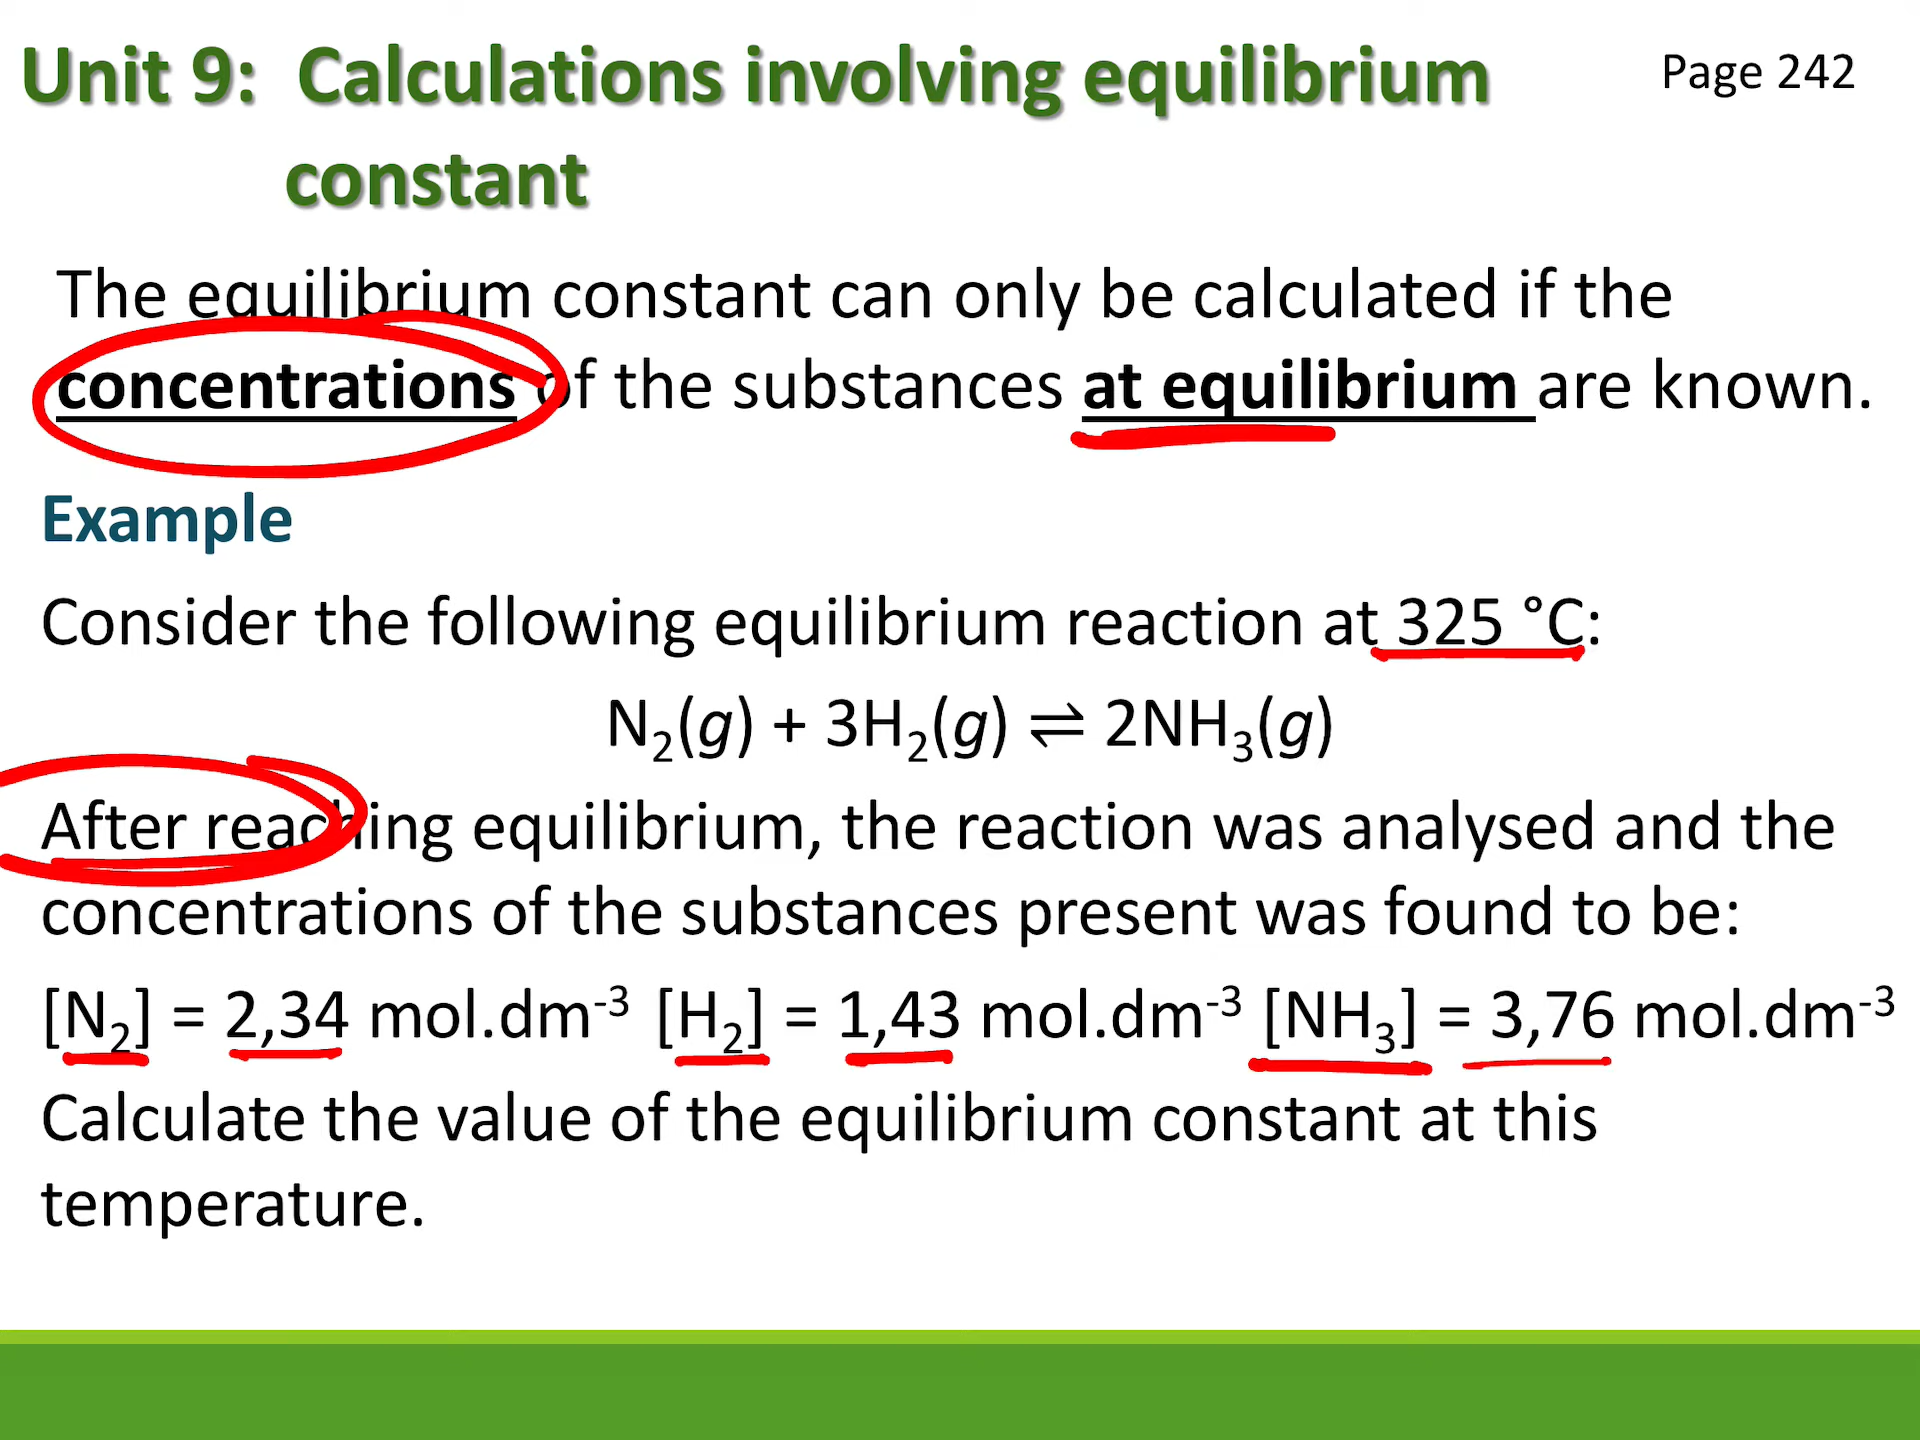 Unit 9: Calculations involving equilibrium
Page 242
constant
The equilibrium constant can only be calculated if the
concentrations of the substances at equilibrium are known.
Example
Consider the following equilibrium reaction at 325 °C:
N₂(g) + 3H₂(g) ⇌ 2NH₃(g)
After reaching equilibrium, the reaction was analysed and the
concentrations of the substances present was found to be:
[N₂] = 2,34 mol.dm⁻³ [H₂] = 1,43 mol.dm⁻³ [NH₃] = 3,76 mol.dm⁻³
Calculate the value of the equilibrium constant at this
temperature.